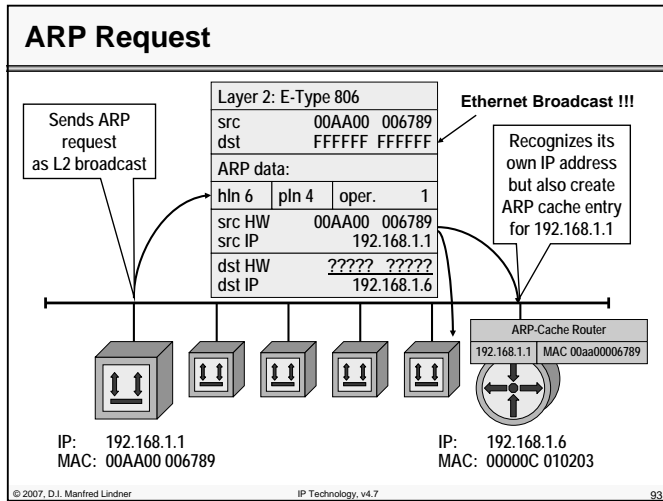 ARP Request
Sends ARP
request
as L2 broadcast
Layer 2: E-Type 806
src 00AA00 006789
dst FFFFFF FFFFFF
ARP data:
hln 6 pln 4 oper. 1
src HW 00AA00 006789
src IP 192.168.1.1
dst HW ????? ?????
dst IP 192.168.1.6
Ethernet Broadcast !!!
Recognizes its
own IP address
but also create
ARP cache entry
for 192.168.1.1
ARP-Cache Router
192.168.1.1 MAC 00aa00006789
IP: 192.168.1.1
MAC: 00AA00 006789
IP: 192.168.1.6
MAC: 00000C 010203
© 2007, D.I. Manfred Lindner
IP Technology, v4.7
93